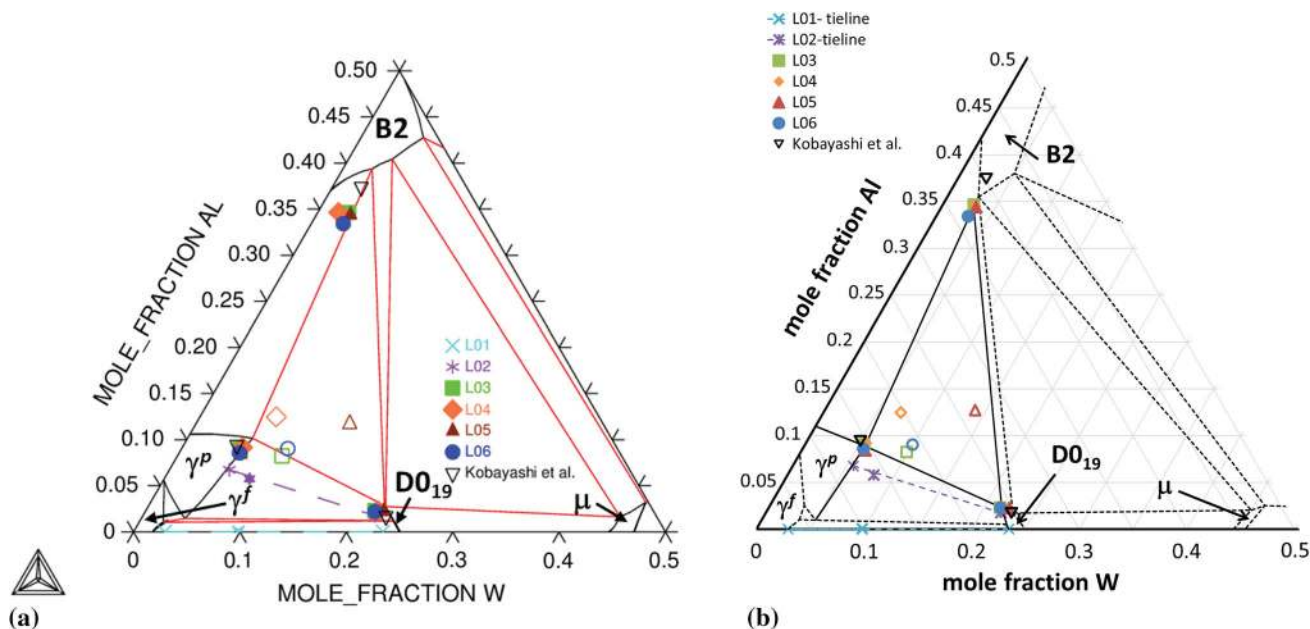 0.50
0.45
0.40
0.35
0.30
0.25
0.20
0.15
0.10
0.05
0
MOLE_FRACTION AL
B2
L01
L02
L03
L04
L05
L06
Kobayashi et al.
γᵖ
γᶠ
D0₁₉
μ
0 0.1 0.2 0.3 0.4 0.5
MOLE_FRACTION W
(a)
L01- tieline
L02-tieline
L03
L04
L05
L06
Kobayashi et al.
0.5
0.45
0.4
0.35
0.3
0.25
0.2
0.15
0.1
0.05
mole fraction Al
B2
γᵖ
γᶠ
D0₁₉
μ
0 0.1 0.2 0.3 0.4 0.5
mole fraction W
(b)